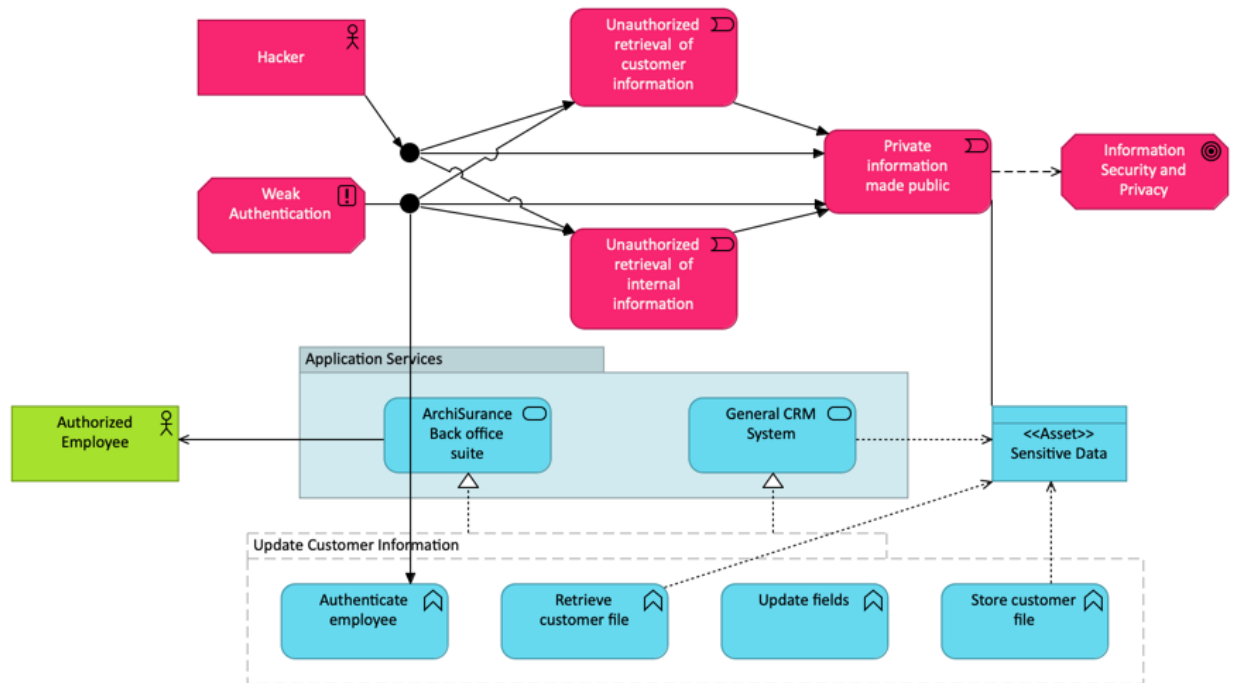 Hacker
Unauthorized
retrieval of
customer
information
Private
information
made public
Information
Security and
Privacy
Weak
Authentication
Unauthorized
retrieval of
internal
information
Application Services
Authorized
Employee
ArchiSurance
Back office
suite
General CRM
System
<<Asset>>
Sensitive Data
Update Customer Information
Authenticate
employee
Retrieve
customer file
Update fields
Store customer
file